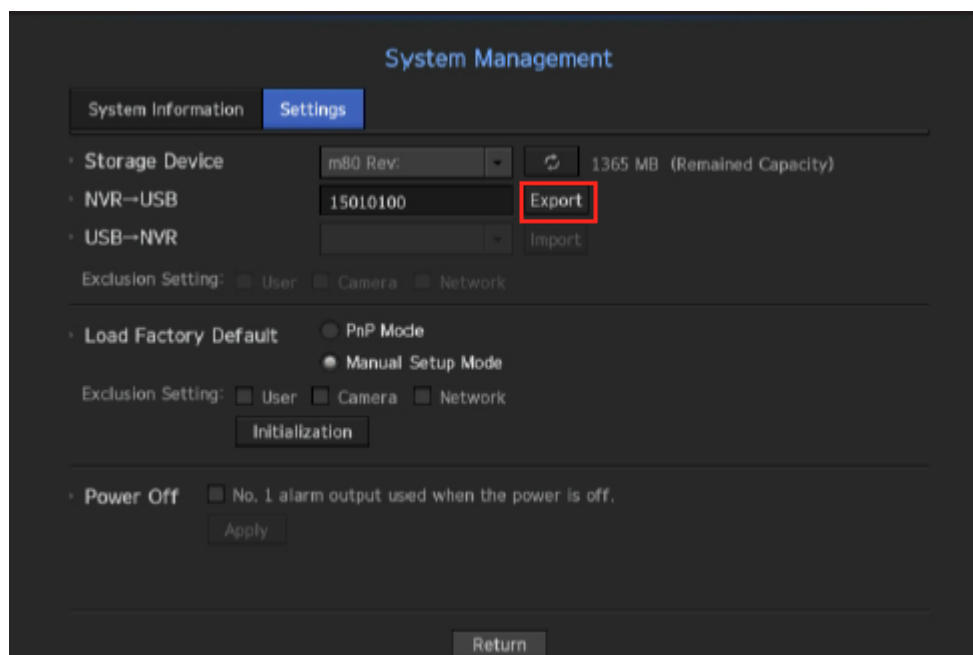 System Management
System Information Settings
Storage Device m80 Rev: 1365 MB (Remained Capacity)
NVR→USB 15010100 Export
USB→NVR Import
Exclusion Setting: User Camera Network
Load Factory Default PnP Mode
Manual Setup Mode
Exclusion Setting: User Camera Network
Initialization
Power Off No. 1 alarm output used when the power is off.
Apply
Return